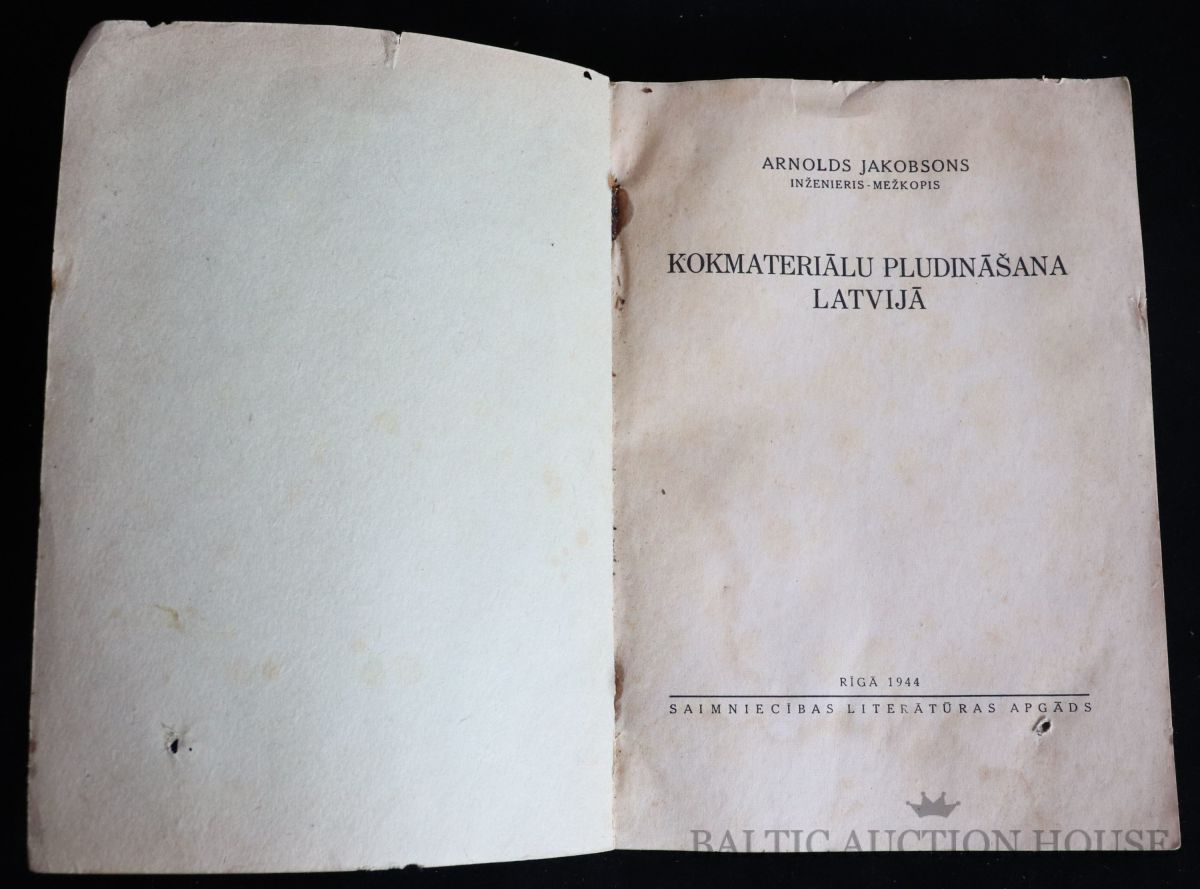 ARNOLDS JAKOBSONS
INŽENIERIS-MEŽKOPIS
KOKMATERIĀLU PLUDINĀŠANA
LATVIJĀ
RĪGĀ 1944
SAIMNIECĪBAS LITERĀTŪRAS APGĀDS
BALTIC AUCTION HOUSE